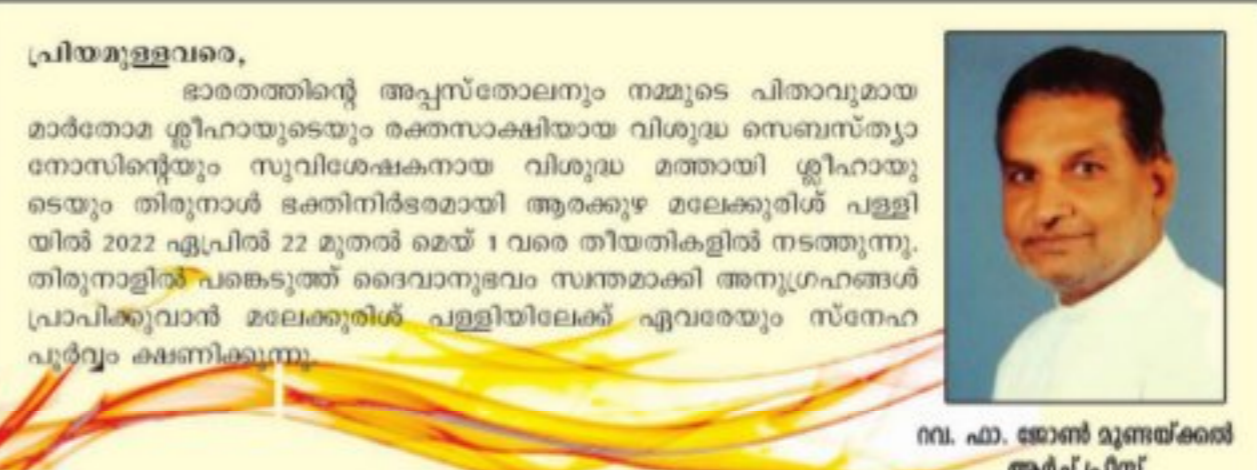 പ്രിയമുള്ളവരെ,
ഭാരതത്തിന്റെ അപ്പസ്തോലനും നമ്മുടെ പിതാവുമായ
മാർതോമ ശ്ലീഹായുടെയും രക്തസാക്ഷിയായ വിശുദ്ധ സെബസ്ത്യാ
നോസിന്റെയും സുവിശേഷകനായ വിശുദ്ധ മത്തായി ശ്ലീഹായു
ടെയും തിരുനാൾ ഭക്തിനിർഭരമായി ആരക്കുഴ മലേക്കുരിശ് പള്ളി
യിൽ 2022 ഏപ്രിൽ 22 മുതൽ മെയ് 1 വരെ തീയതികളിൽ നടത്തുന്നു.
തിരുനാളിൽ പങ്കെടുത്ത് ദൈവാനുഭവം സ്വന്തമാക്കി അനുഗ്രഹങ്ങൾ
പ്രാപിക്കുവാൻ മലേക്കുരിശ് പള്ളിയിലേക്ക് ഏവരേയും സ്നേഹ
പൂർവ്വം ക്ഷണിക്കുന്നു.
റവ. ഫാ. ജോൺ മുണ്ടയ്ക്കൽ